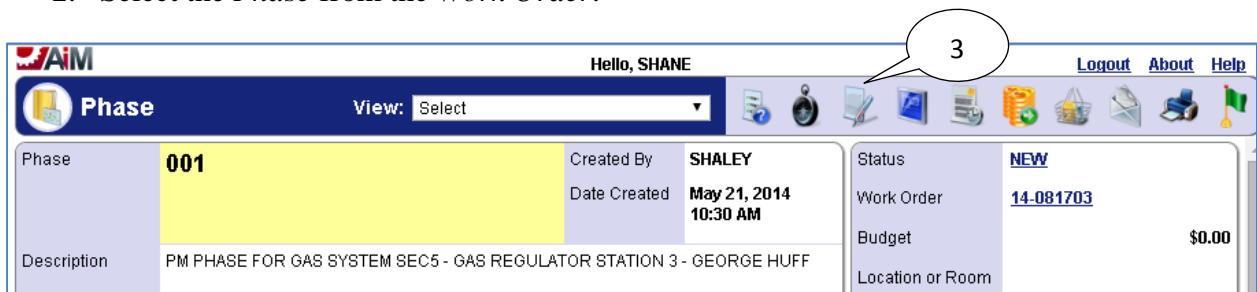 2. Select the Phase from the Work Order.
3
AiM
Hello, SHANE
Logout About Help
Phase
View: Select
Phase
001
Created By SHALEY
Date Created May 21, 2014
10:30 AM
Description
PM PHASE FOR GAS SYSTEM SEC5 - GAS REGULATOR STATION 3 - GEORGE HUFF
Status NEW
Work Order 14-081703
Budget $0.00
Location or Room